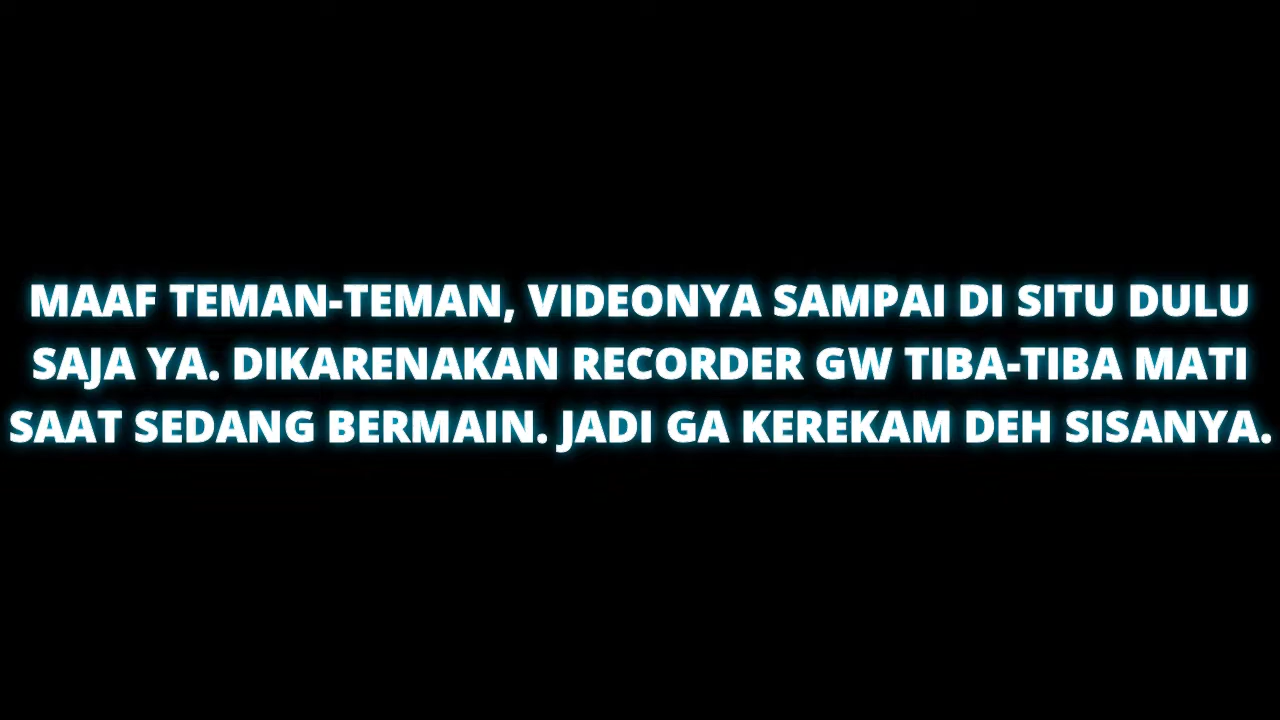 MAAF TEMAN-TEMAN, VIDEONYA SAMPAI DI SITU DULU
SAJA YA. DIKARENAKAN RECORDER GW TIBA-TIBA MATI
SAAT SEDANG BERMAIN. JADI GA KEREKAM DEH SISANYA.